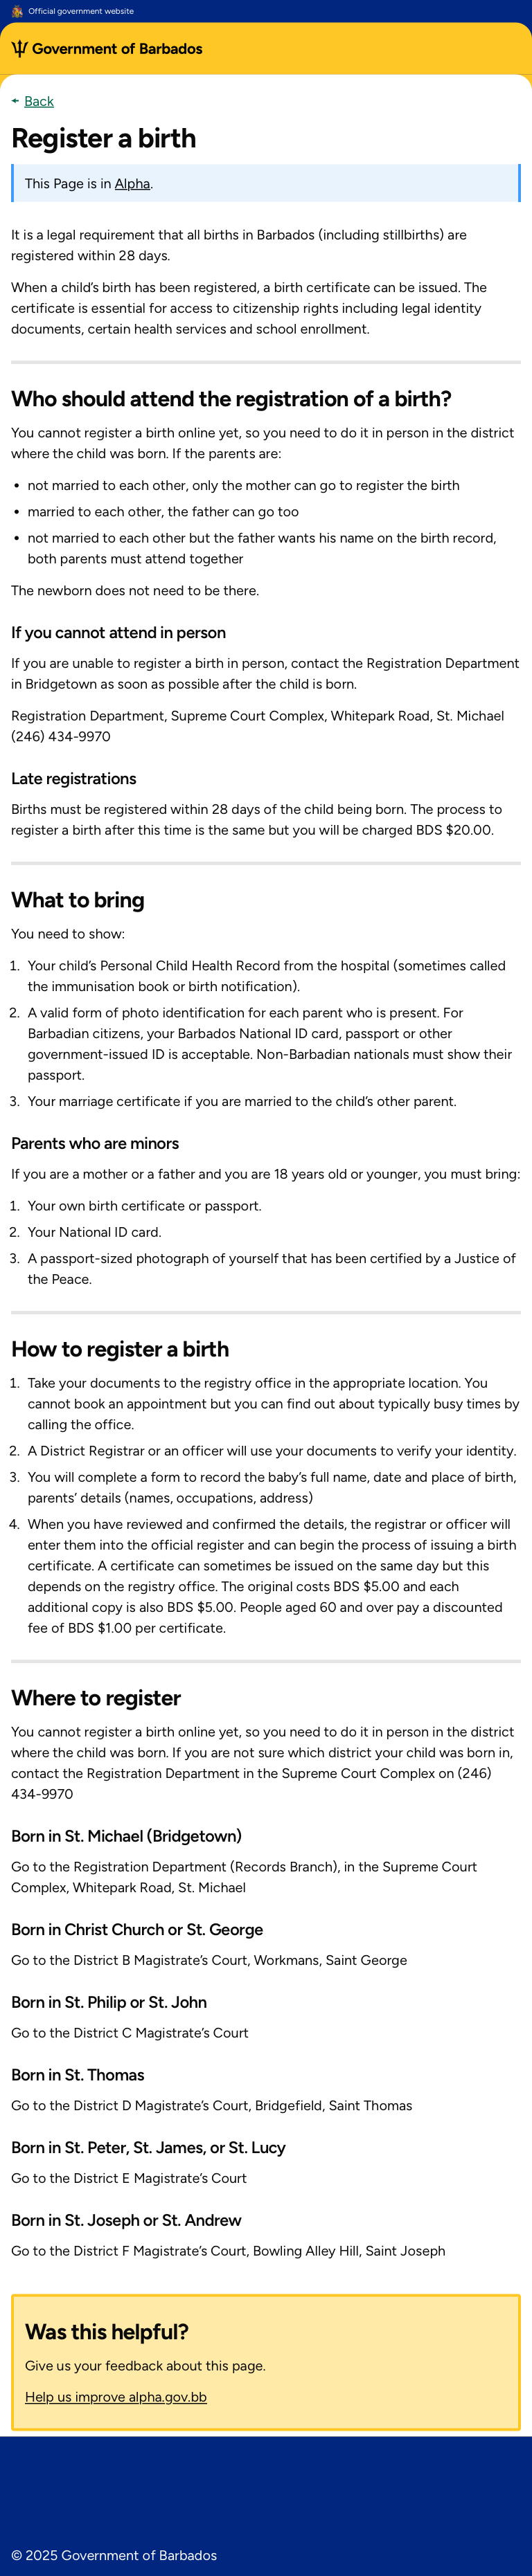 Official government website
Government of Barbados
Back
Register a birth
This Page is in Alpha.
It is a legal requirement that all births in Barbados (including stillbirths) are
registered within 28 days.
When a child’s birth has been registered, a birth certificate can be issued. The
certificate is essential for access to citizenship rights including legal identity
documents, certain health services and school enrollment.
Who should attend the registration of a birth?
You cannot register a birth online yet, so you need to do it in person in the district
where the child was born. If the parents are:
• not married to each other, only the mother can go to register the birth
• married to each other, the father can go too
• not married to each other but the father wants his name on the birth record,
both parents must attend together
The newborn does not need to be there.
If you cannot attend in person
If you are unable to register a birth in person, contact the Registration Department
in Bridgetown as soon as possible after the child is born.
Registration Department, Supreme Court Complex, Whitepark Road, St. Michael
(246) 434-9970
Late registrations
Births must be registered within 28 days of the child being born. The process to
register a birth after this time is the same but you will be charged BDS $20.00.
What to bring
You need to show:
1. Your child’s Personal Child Health Record from the hospital (sometimes called
the immunisation book or birth notification).
2. A valid form of photo identification for each parent who is present. For
Barbadian citizens, your Barbados National ID card, passport or other
government-issued ID is acceptable. Non-Barbadian nationals must show their
passport.
3. Your marriage certificate if you are married to the child’s other parent.
Parents who are minors
If you are a mother or a father and you are 18 years old or younger, you must bring:
1. Your own birth certificate or passport.
2. Your National ID card.
3. A passport-sized photograph of yourself that has been certified by a Justice of
the Peace.
How to register a birth
1. Take your documents to the registry office in the appropriate location. You
cannot book an appointment but you can find out about typically busy times by
calling the office.
2. A District Registrar or an officer will use your documents to verify your identity.
3. You will complete a form to record the baby’s full name, date and place of birth,
parents’ details (names, occupations, address)
4. When you have reviewed and confirmed the details, the registrar or officer will
enter them into the official register and can begin the process of issuing a birth
certificate. A certificate can sometimes be issued on the same day but this
depends on the registry office. The original costs BDS $5.00 and each
additional copy is also BDS $5.00. People aged 60 and over pay a discounted
fee of BDS $1.00 per certificate.
Where to register
You cannot register a birth online yet, so you need to do it in person in the district
where the child was born. If you are not sure which district your child was born in,
contact the Registration Department in the Supreme Court Complex on (246)
434-9970
Born in St. Michael (Bridgetown)
Go to the Registration Department (Records Branch), in the Supreme Court
Complex, Whitepark Road, St. Michael
Born in Christ Church or St. George
Go to the District B Magistrate’s Court, Workmans, Saint George
Born in St. Philip or St. John
Go to the District C Magistrate’s Court
Born in St. Thomas
Go to the District D Magistrate’s Court, Bridgefield, Saint Thomas
Born in St. Peter, St. James, or St. Lucy
Go to the District E Magistrate’s Court
Born in St. Joseph or St. Andrew
Go to the District F Magistrate’s Court, Bowling Alley Hill, Saint Joseph
Was this helpful?
Give us your feedback about this page.
Help us improve alpha.gov.bb
© 2025 Government of Barbados